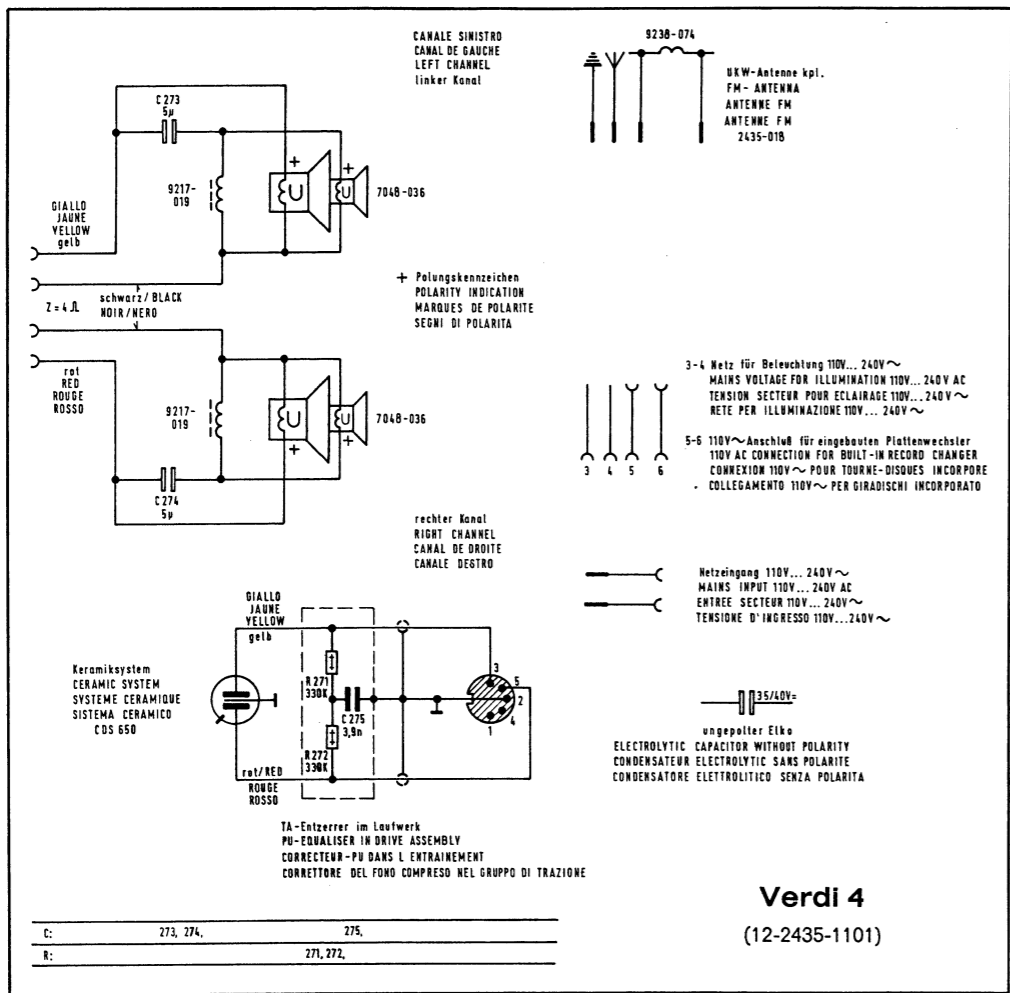 CANALE SINISTRO
CANAL DE GAUCHE
LEFT CHANNEL
linker Kanal
9238-074
UKW-Antenne kpl.
FM- ANTENNA
ANTENNE FM
ANTENNE FM
2435-018
C 273
5µ
+
+
9217-
019
U
U
7048-036
GIALLO
JAUNE
YELLOW
gelb
Z = 4 Ω
schwarz/BLACK
NOIR/NERO
+ Polungskennzeichen
POLARITY INDICATION
MARQUES DE POLARITE
SEGNI DI POLARITA
rot
RED
ROUGE
ROSSO
9217-
019
U
U
7048-036
+
+
C 274
5µ
3-4 Netz für Beleuchtung 110V... 240V~
MAINS VOLTAGE FOR ILLUMINATION 110V... 240V AC
TENSION SECTEUR POUR ECLAIRAGE 110V... 240V~
RETE PER ILLUMINAZIONE 110V... 240V~
5-6 110V~Anschluß für eingebauten Plattenwechsler
110V AC CONNECTION FOR BUILT-IN RECORD CHANGER
CONNEXION 110V~ POUR TOURNE-DISQUES INCORPORE
COLLEGAMENTO 110V~ PER GIRADISCHI INCORPORATO
3 4 5 6
rechter Kanal
RIGHT CHANNEL
CANAL DE DROITE
CANALE DESTRO
Netzeingang 110V... 240V~
MAINS INPUT 110V... 240V AC
ENTREE SECTEUR 110V... 240V~
TENSIONE D'INGRESSO 110V...240V~
GIALLO
JAUNE
YELLOW
gelb
Keramiksystem
CERAMIC SYSTEM
SYSTEME CERAMIQUE
SISTEMA CERAMICO
CDS 650
R 271
330K
C 275
3,9n
R 272
330K
3
5
2
4
1
rot/RED
ROUGE
ROSSO
35/40V=
ungepolter Elko
ELECTROLYTIC CAPACITOR WITHOUT POLARITY
CONDENSATEUR ELECTROLYTIC SANS POLARITE
CONDENSATORE ELETTROLITICO SENZA POLARITA
TA-Entzerrer im Laufwerk
PU-EQUALISER IN DRIVE ASSEMBLY
CORRECTEUR-PU DANS L ENTRAINEMENT
CORRETTORE DEL FONO COMPRESO NEL GRUPPO DI TRAZIONE
Verdi 4
(12-2435-1101)
C: 273, 274, 275,
R: 271, 272,